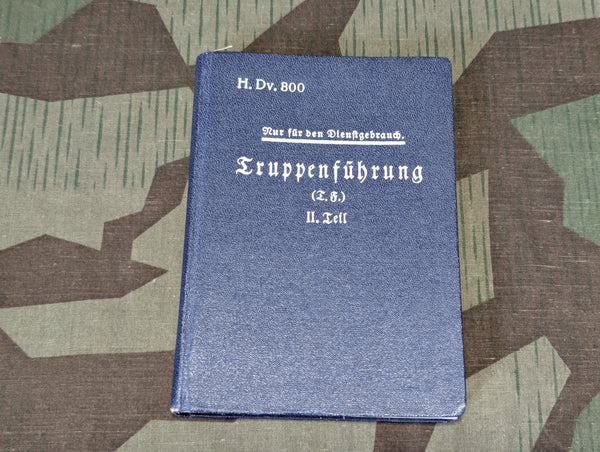 H. Dv. 800
Nur für den Dienstgebrauch.
Truppenführung
(T. F.)
II. Teil